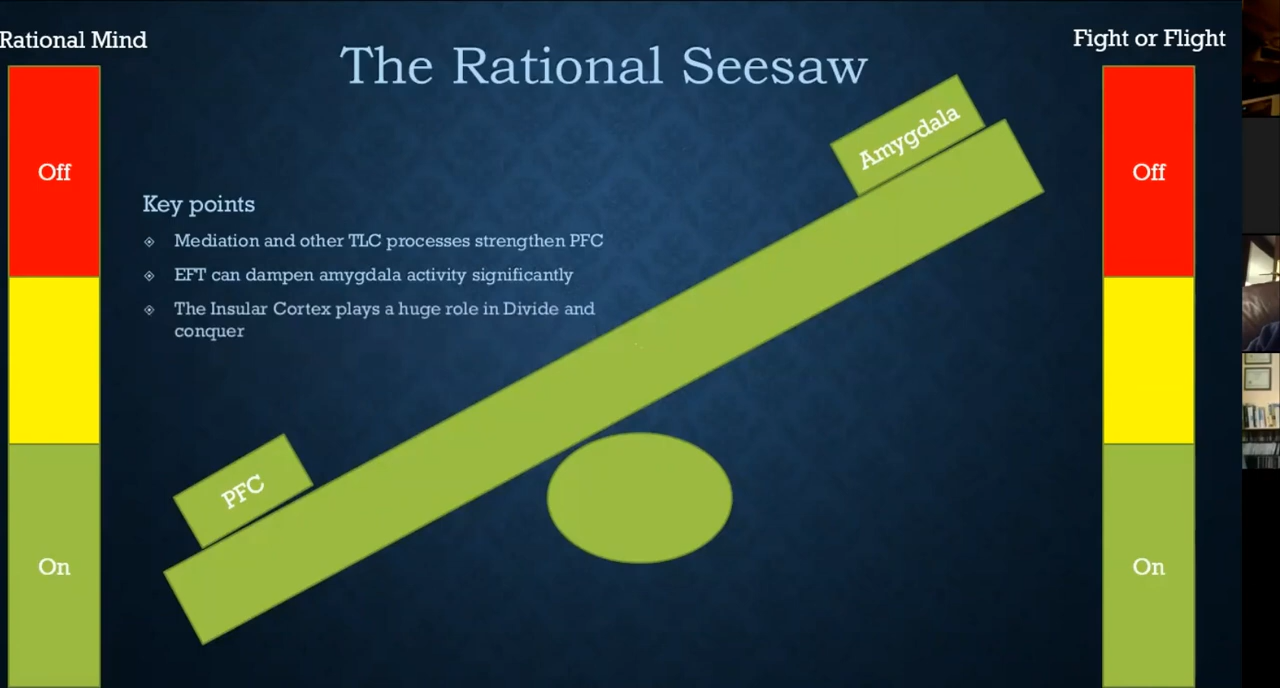 Rational Mind
The Rational Seesaw
Fight or Flight
Off
Amygdala
Off
Key points
Mediation and other TLC processes strengthen PFC
EFT can dampen amygdala activity significantly
The Insular Cortex plays a huge role in Divide and
conquer
PFC
On
On